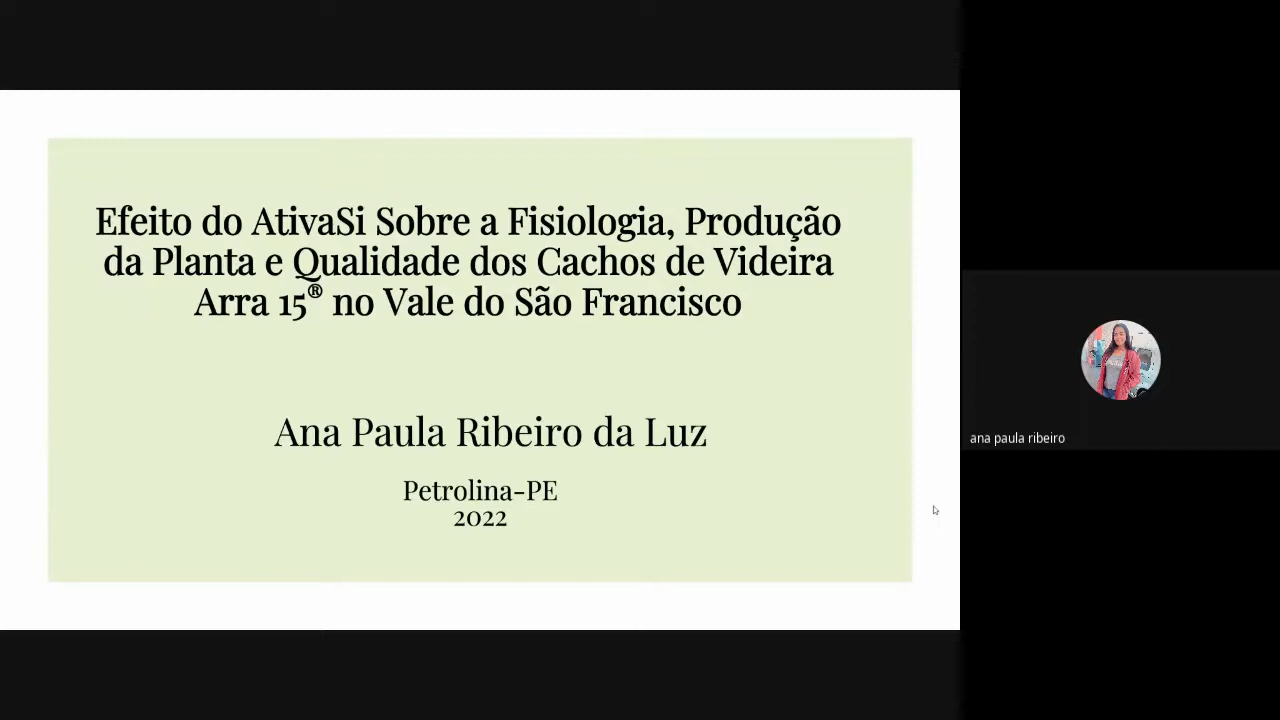 Efeito do AtivaSi Sobre a Fisiologia, Produção
da Planta e Qualidade dos Cachos de Videira
Arra 15® no Vale do São Francisco
Ana Paula Ribeiro da Luz
Petrolina-PE
2022
ana paula ribeiro